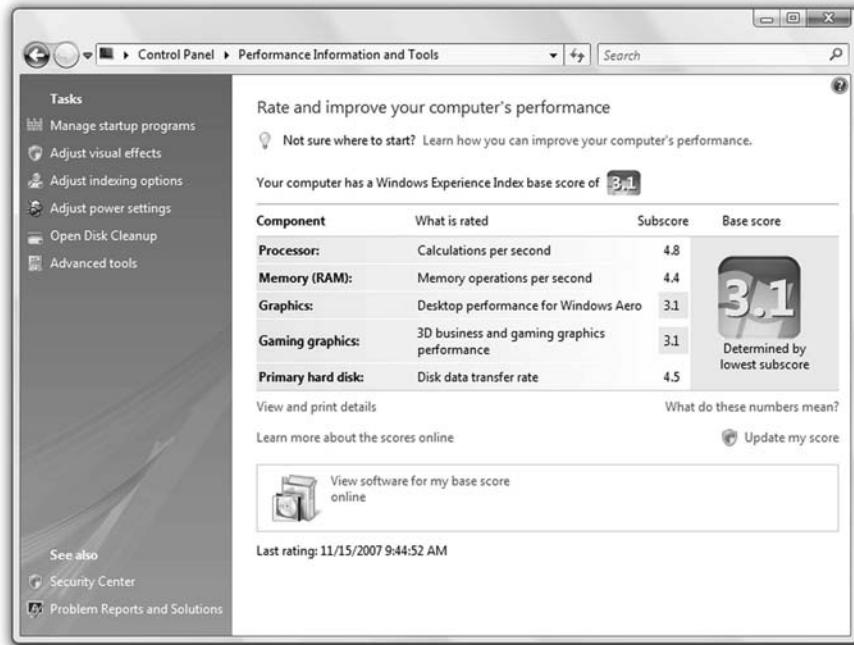 Control Panel Performance Information and Tools
Search
Tasks
Manage startup programs
Adjust visual effects
Adjust indexing options
Adjust power settings
Open Disk Cleanup
Advanced tools
See also
Security Center
Problem Reports and Solutions
Rate and improve your computer's performance
Not sure where to start? Learn how you can improve your computer's performance.
Your computer has a Windows Experience Index base score of 3.1
Component What is rated Subscore Base score
Processor: Calculations per second 4.8
Memory (RAM): Memory operations per second 4.4
Graphics: Desktop performance for Windows Aero 3.1
Gaming graphics: 3D business and gaming graphics
performance 3.1
Primary hard disk: Disk data transfer rate 4.5
3.1
Determined by
lowest subscore
View and print details What do these numbers mean?
Learn more about the scores online Update my score
View software for my base score
online
Last rating: 11/15/2007 9:44:52 AM